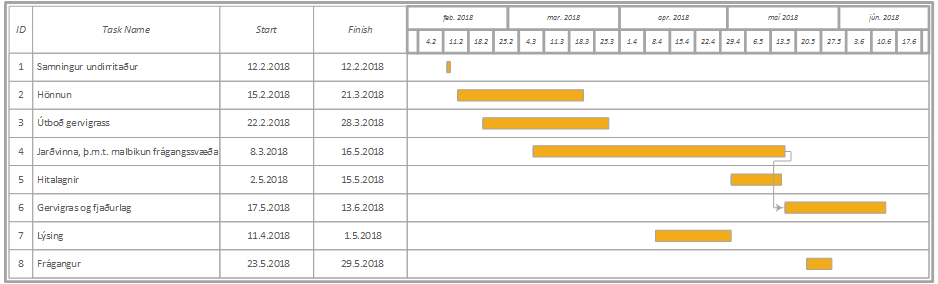 ID Task Name Start Finish feb. 2018 mar. 2018 apr. 2018 maí 2018 jún. 2018
4.2 11.2 18.2 25.2 4.3 11.3 18.3 25.3 1.4 8.4 15.4 22.4 29.4 6.5 13.5 20.5 27.5 3.6 10.6 17.6
1 Samningur undirritaður 12.2.2018 12.2.2018
2 Hönnun 15.2.2018 21.3.2018
3 Útboð gervigrass 22.2.2018 28.3.2018
4 Jarðvinna, þ.m.t. malbikun frágangssvæða 8.3.2018 16.5.2018
5 Hitalagnir 2.5.2018 15.5.2018
6 Gervigras og fjaðurlag 17.5.2018 13.6.2018
7 Lýsing 11.4.2018 1.5.2018
8 Frágangur 23.5.2018 29.5.2018